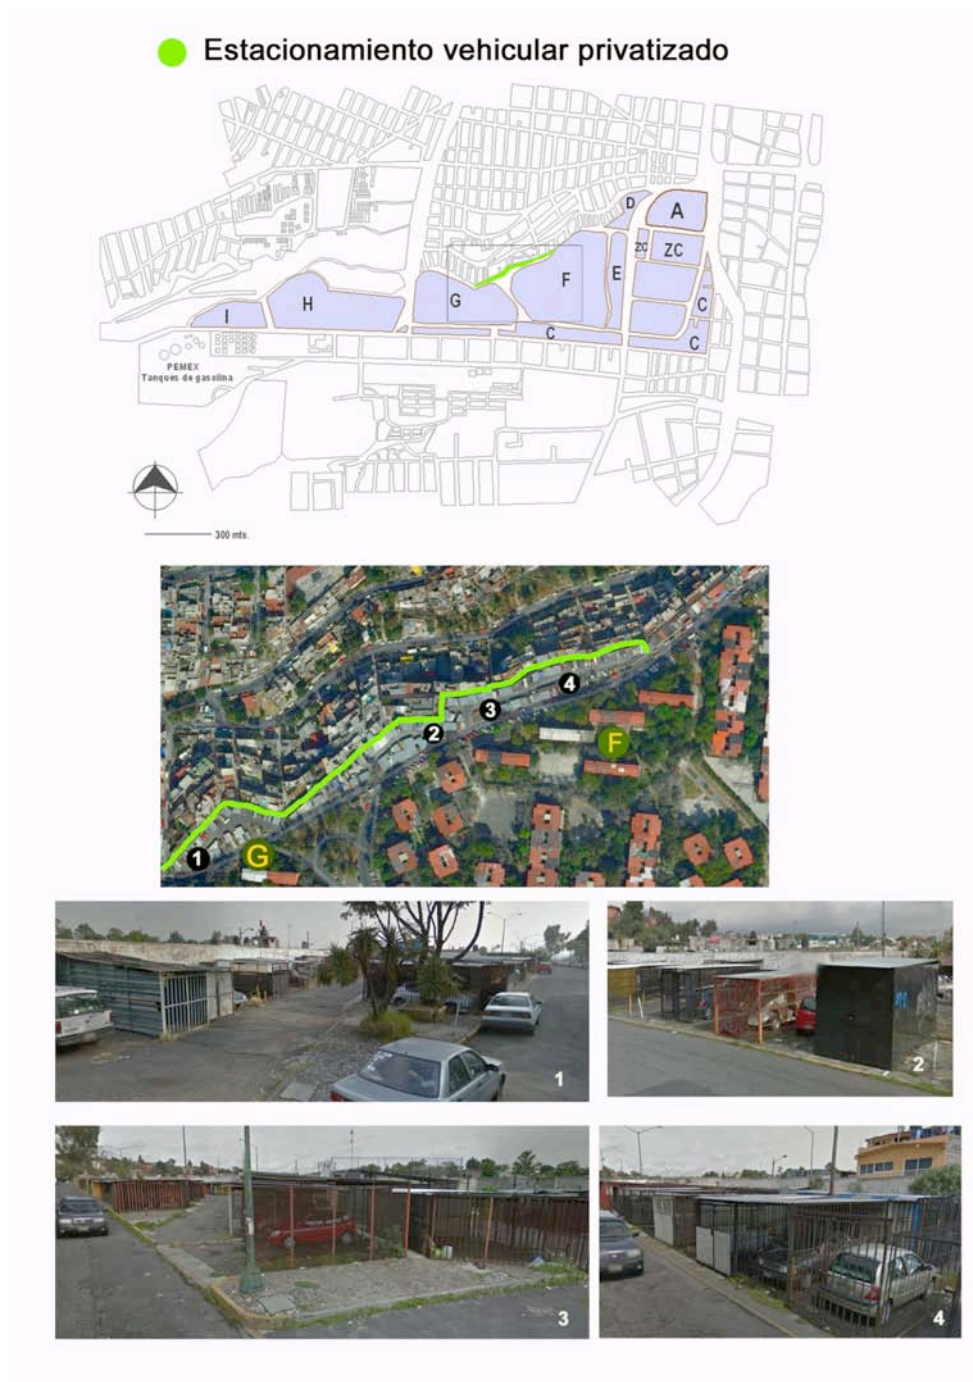 Estacionamiento vehicular privatizado
D
A
ZC
ZC
E
F
G
H
I
C
C
C
PEMEX
Tanques de gasolina
300 mts.
4
3
2
F
1
G
1
2
3
4